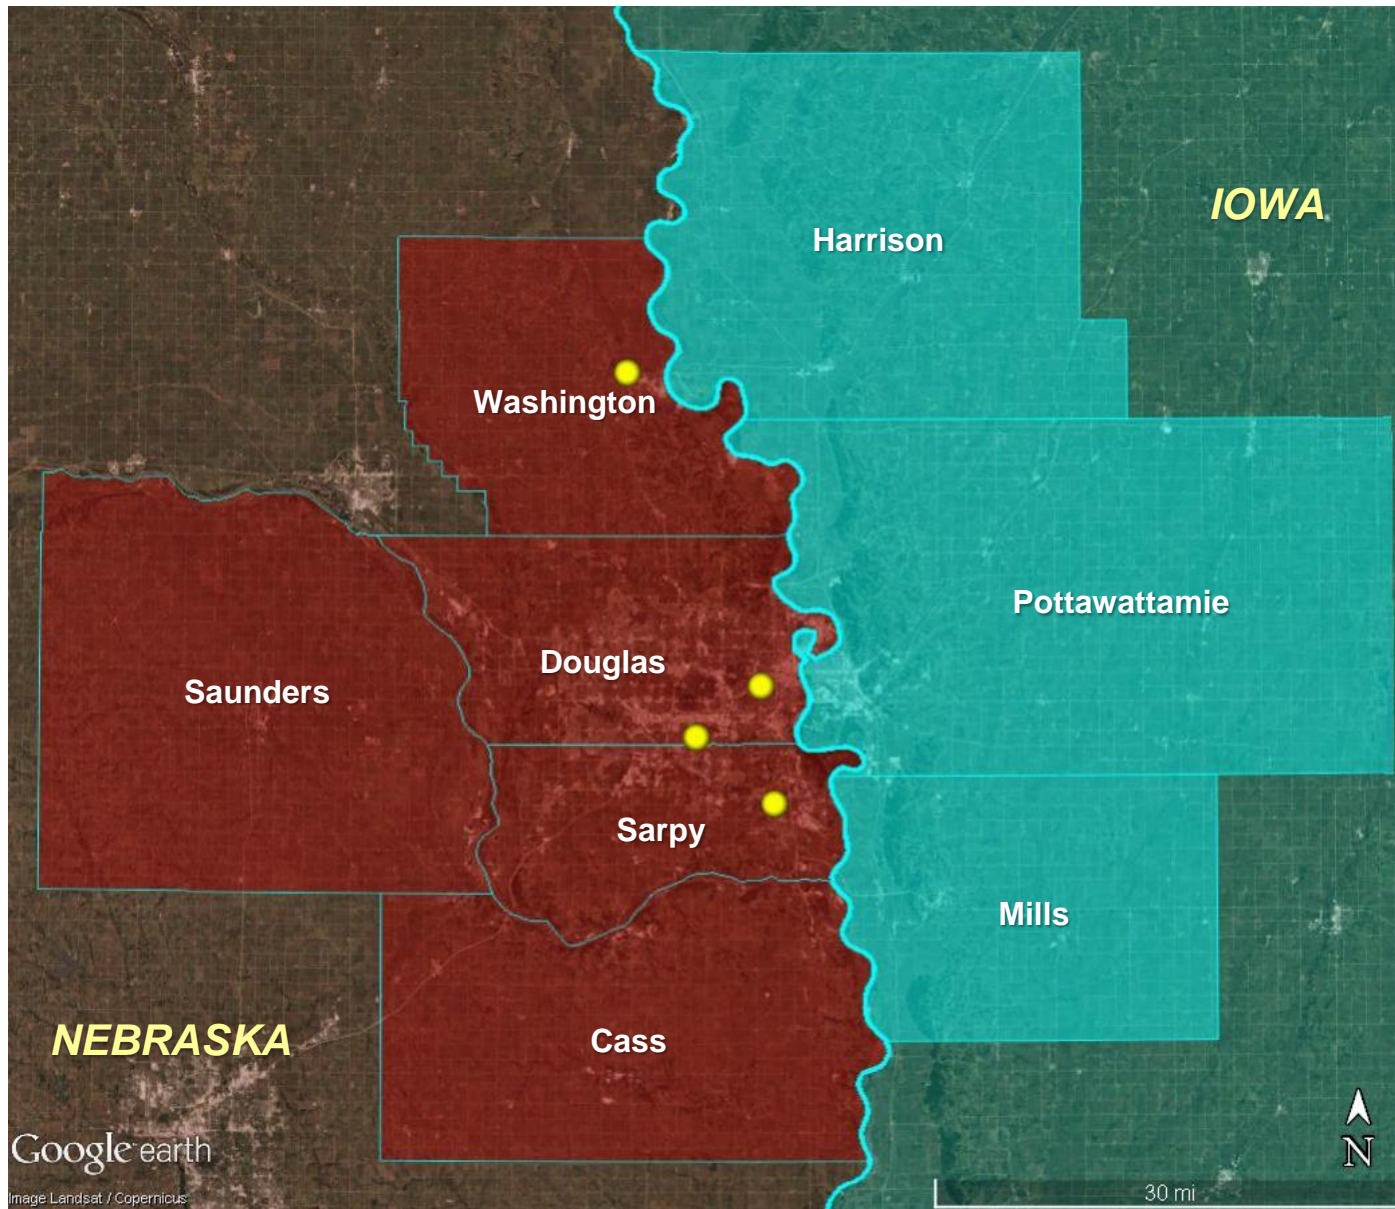 IOWA
Harrison
Washington
Pottawattamie
Douglas
Saunders
Sarpy
Mills
NEBRASKA
Cass
N
Google earth
Image Landsat / Copernicus
30 mi